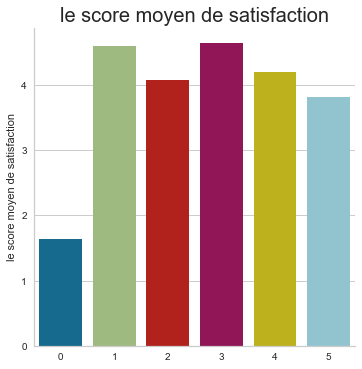 le score moyen de satisfaction
le score moyen de satisfaction
4
3
2
1
0
0 1 2 3 4 5